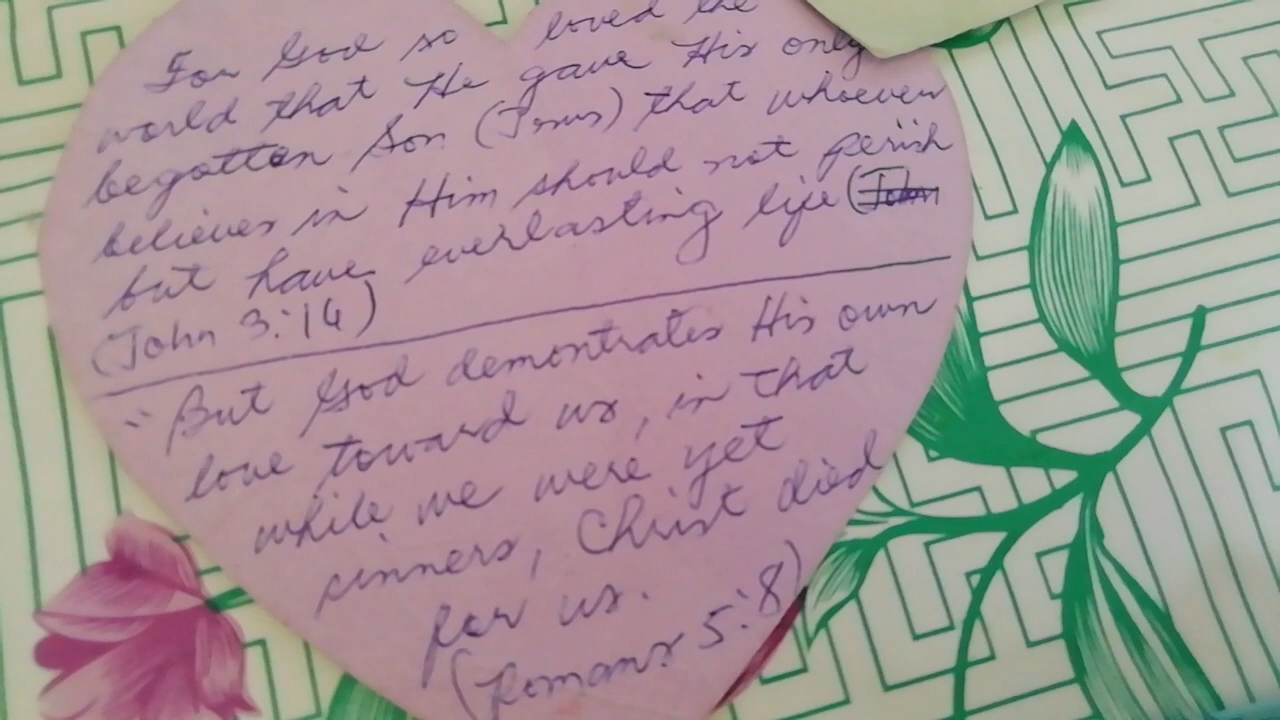 For God so loved the
world that He gave His only
begotten Son (Jesus) that whoever
believes in Him should not perish
but have everlasting life (John
(John 3:16)
"But God demontrates His own
love toward us, in that
while we were yet
sinners, Christ died
for us.
(Romans 5:8)